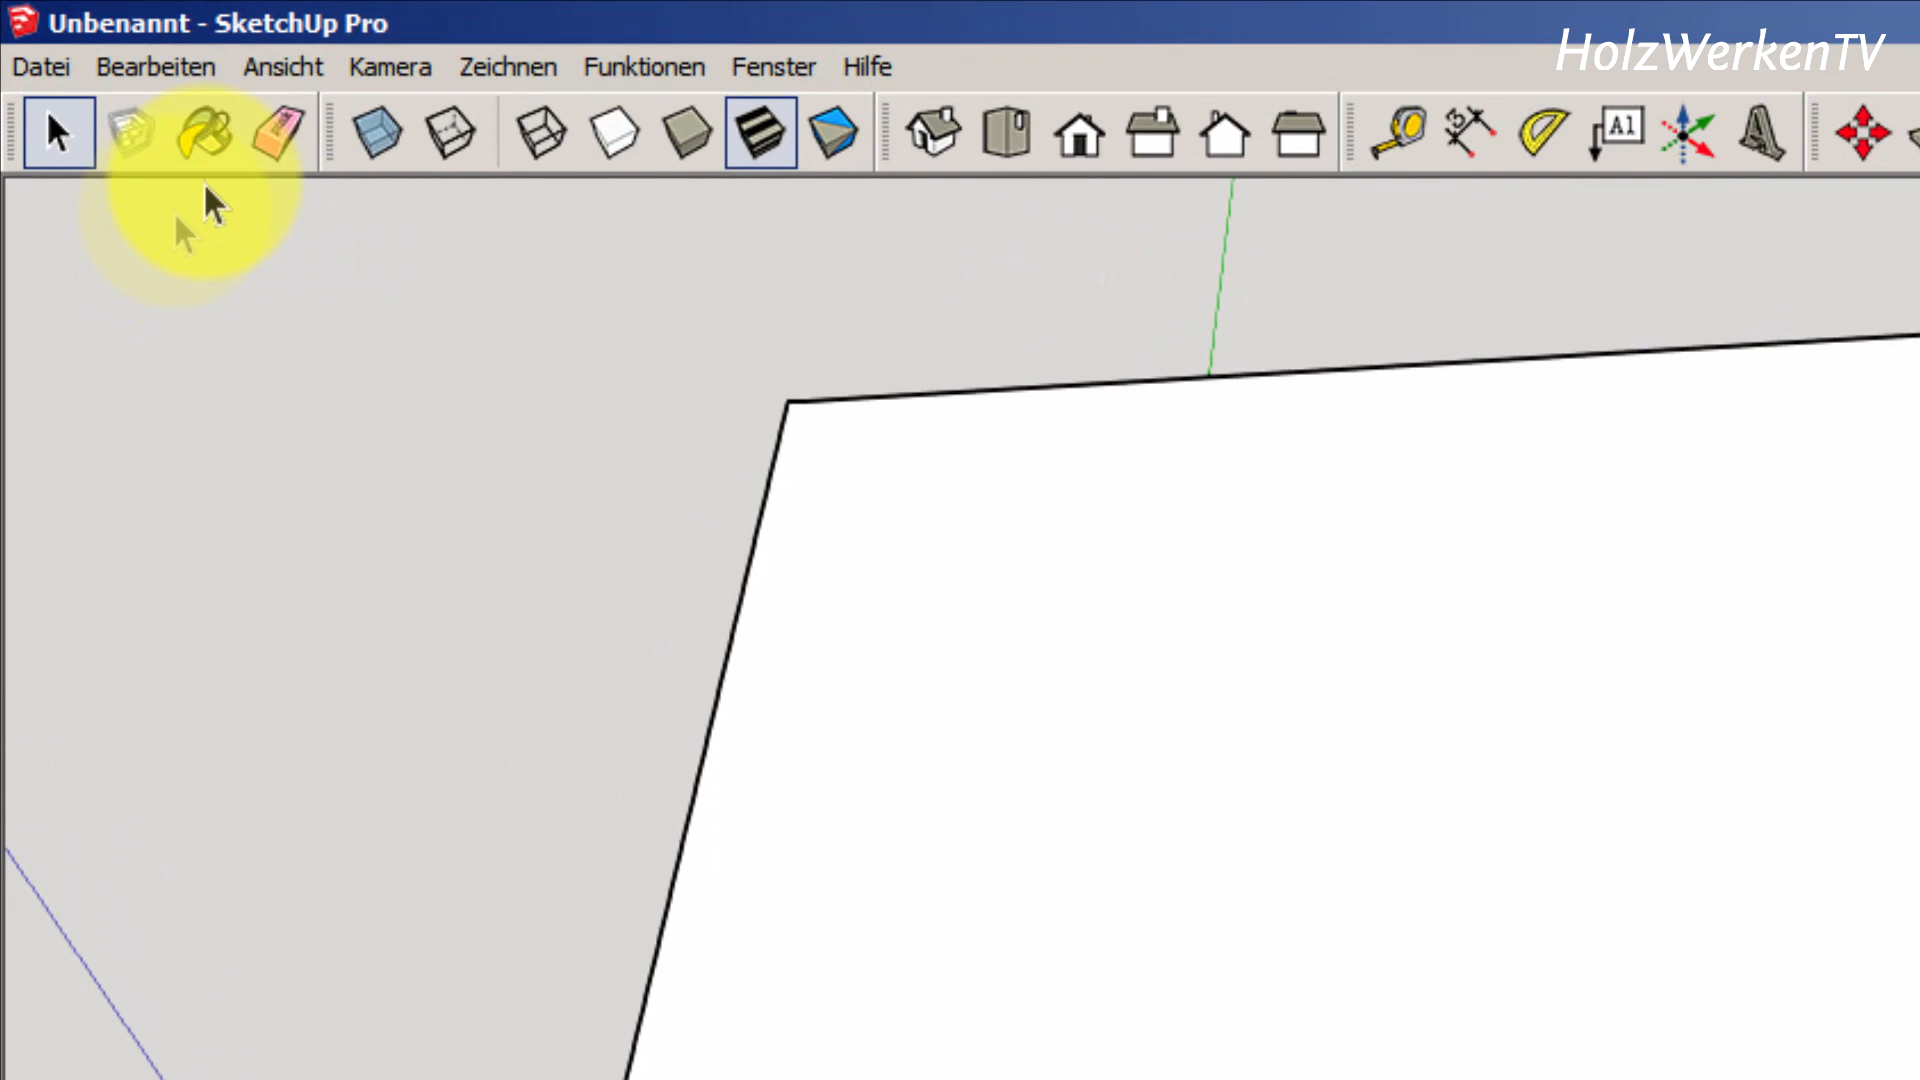 Unbenannt - SketchUp Pro
HolzWerkenTV
Datei Bearbeiten Ansicht Kamera Zeichnen Funktionen Fenster Hilfe
A1